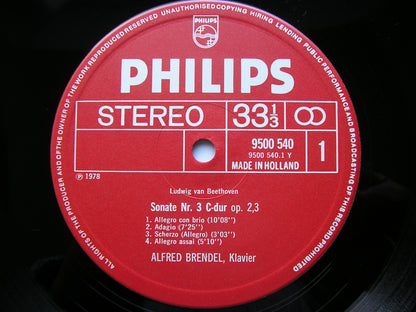 ALL RIGHTS OF THE PRODUCER AND OF THE OWNER OF THE WORK REPRODUCED RESERVED UNAUTHORISED COPYING HIRING LENDING PUBLIC PERFORMANCE AND BROADCASTING OF THIS RECORD PROHIBITED
PHILIPS
STEREO 33⅓ ꝏ
9500 540
9500 540.1 Y
MADE IN HOLLAND
1
Ⓟ 1978
Ludwig van Beethoven
Sonate Nr. 3 C-dur op. 2,3
1. Allegro con brio (10'08'')
2. Adagio (7'25'')
3. Scherzo (Allegro) (3'03'')
4. Allegro assai (5'10'')
ALFRED BRENDEL, Klavier